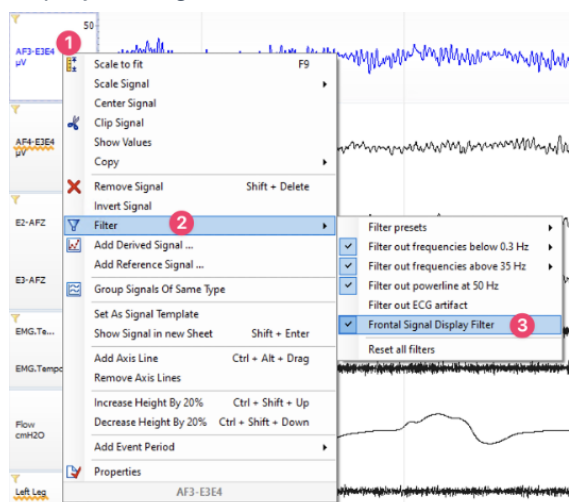 50
AF3-E3E4
µV
1
Scale to fit F9
Scale Signal
Center Signal
Clip Signal
Show Values
Copy
AF4-E3E4
µV
Remove Signal Shift + Delete
Invert Signal
Filter 2
Filter presets
Filter out frequencies below 0.3 Hz
Filter out frequencies above 35 Hz
Filter out powerline at 50 Hz
Filter out ECG artifact
Frontal Signal Display Filter 3
Reset all filters
E2-AFZ
Add Derived Signal ...
Add Reference Signal ...
E3-AFZ
Group Signals Of Same Type
Set As Signal Template
Show Signal in new Sheet Shift + Enter
EMG.Te...
Add Axis Line Ctrl + Alt + Drag
Remove Axis Lines
EMG.Tempo
Increase Height By 20% Ctrl + Shift + Up
Decrease Height By 20% Ctrl + Shift + Down
Flow
cmH2O
Add Event Period
Properties
Left Leg
AF3-E3E4